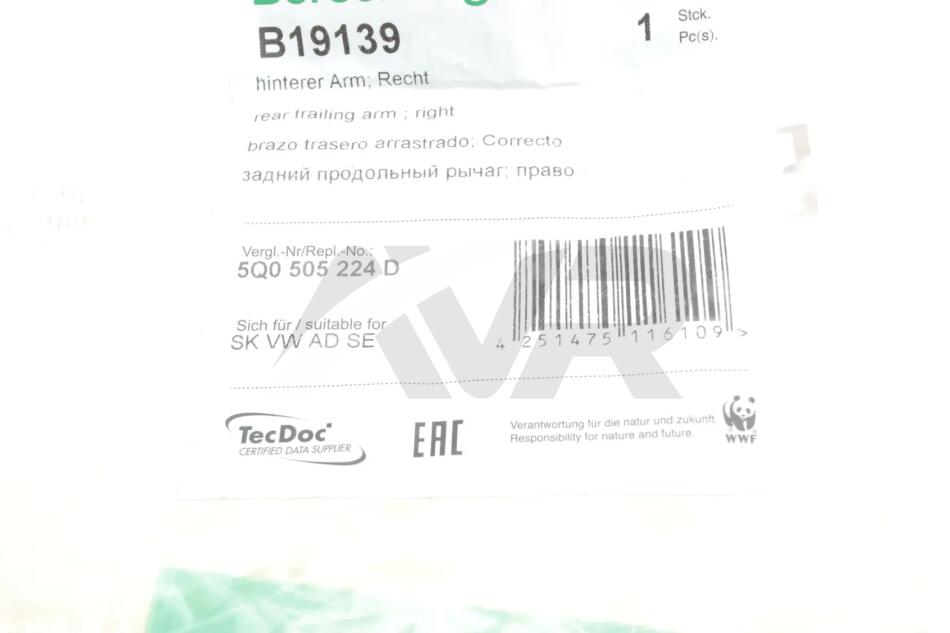 B19139
1 Stck.
Pc(s).
hinterer Arm; Recht
rear trailing arm ; right
brazo trasero arrastrado; Correcto
задний продольный рычаг; право
Vergl.-Nr/Repl.-No.:
5Q0 505 224 D
Sich für / suitable for
SK VW AD SE
4 251475 116109 >
TecDoc
CERTIFIED DATA SUPPLIER
EAC
Verantwortung für die natur und zukunft.
Responsibility for nature and future.
WWF